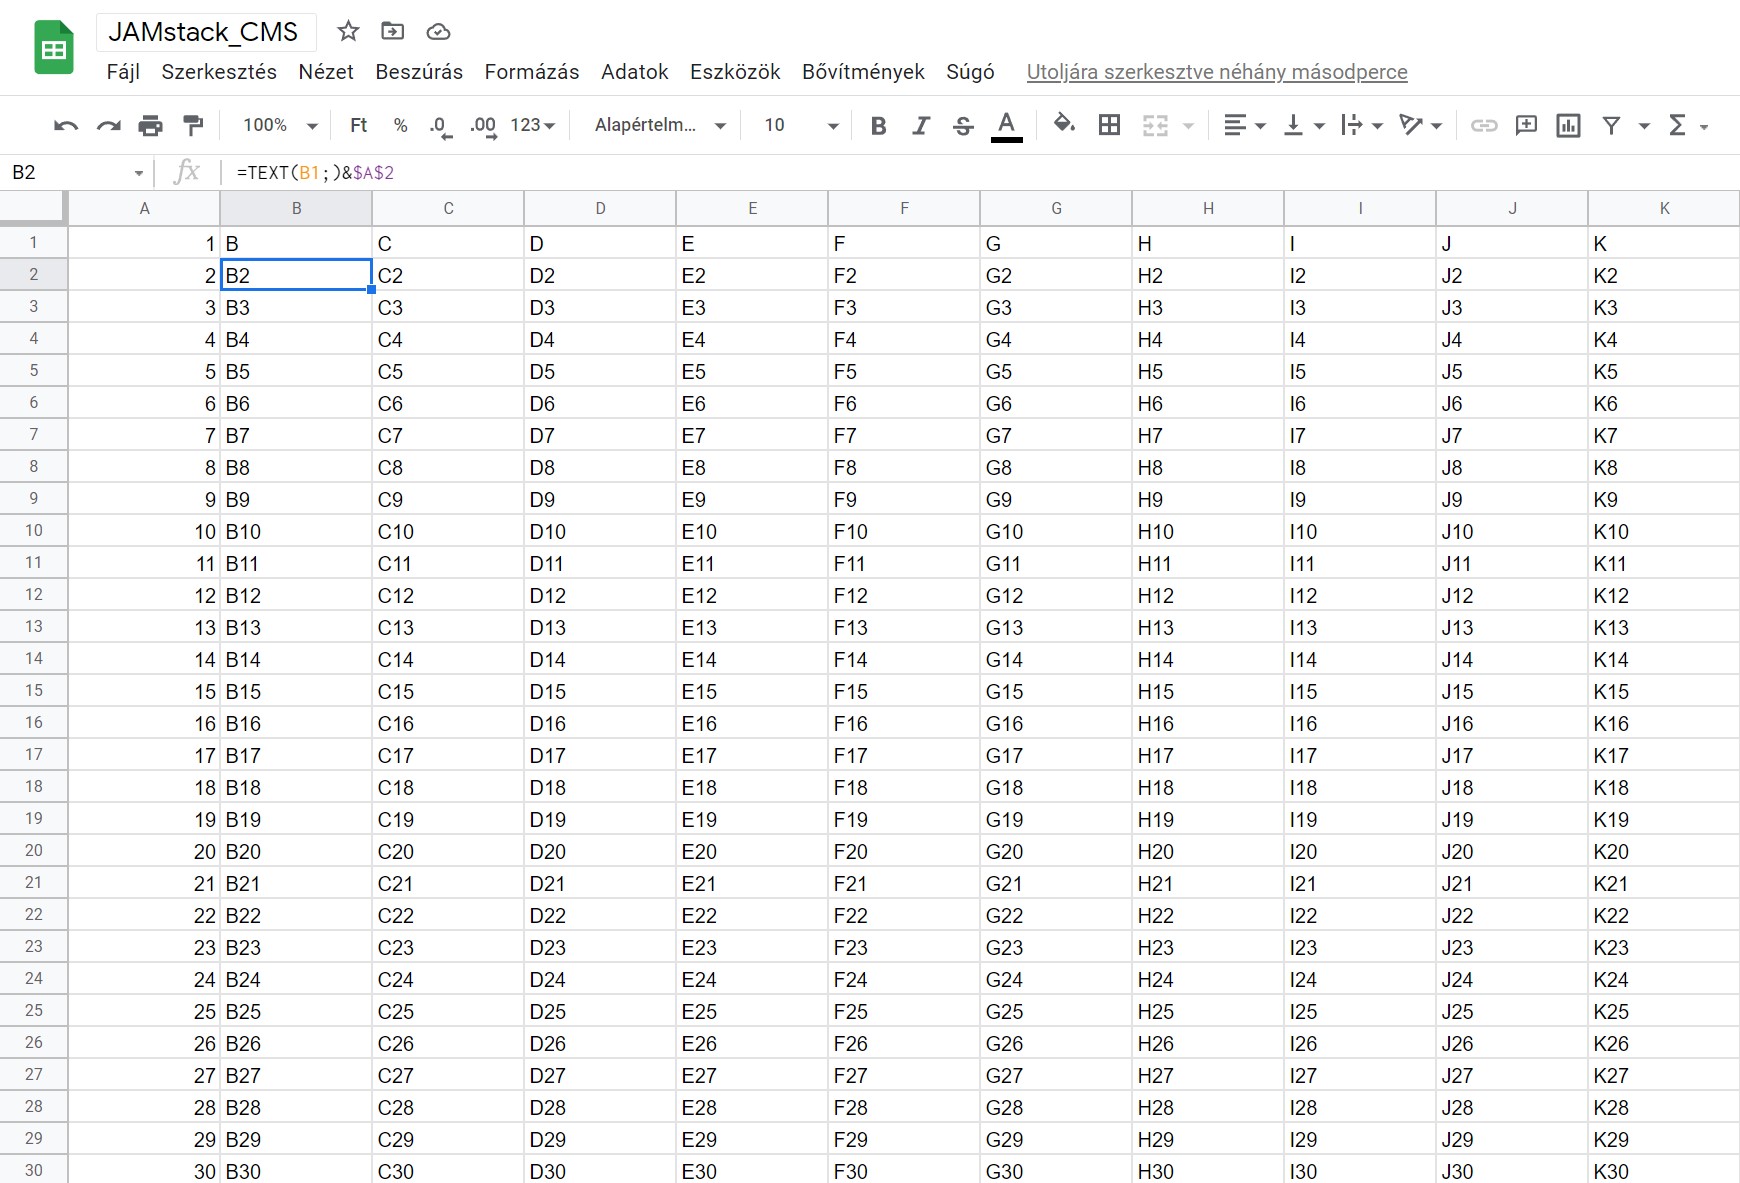 JAMstack_CMS
Fájl Szerkesztés Nézet Beszúrás Formázás Adatok Eszközök Bővítmények Súgó Utoljára szerkesztve néhány másodperce
100% Ft % .0 .00 123 Alapértelm... 10 B I S A Σ
B2 fx =TEXT(B1;)&$A$2
A B C D E F G H I J K
1 1 B C D E F G H I J K
2 2 B2 C2 D2 E2 F2 G2 H2 I2 J2 K2
3 3 B3 C3 D3 E3 F3 G3 H3 I3 J3 K3
4 4 B4 C4 D4 E4 F4 G4 H4 I4 J4 K4
5 5 B5 C5 D5 E5 F5 G5 H5 I5 J5 K5
6 6 B6 C6 D6 E6 F6 G6 H6 I6 J6 K6
7 7 B7 C7 D7 E7 F7 G7 H7 I7 J7 K7
8 8 B8 C8 D8 E8 F8 G8 H8 I8 J8 K8
9 9 B9 C9 D9 E9 F9 G9 H9 I9 J9 K9
10 10 B10 C10 D10 E10 F10 G10 H10 I10 J10 K10
11 11 B11 C11 D11 E11 F11 G11 H11 I11 J11 K11
12 12 B12 C12 D12 E12 F12 G12 H12 I12 J12 K12
13 13 B13 C13 D13 E13 F13 G13 H13 I13 J13 K13
14 14 B14 C14 D14 E14 F14 G14 H14 I14 J14 K14
15 15 B15 C15 D15 E15 F15 G15 H15 I15 J15 K15
16 16 B16 C16 D16 E16 F16 G16 H16 I16 J16 K16
17 17 B17 C17 D17 E17 F17 G17 H17 I17 J17 K17
18 18 B18 C18 D18 E18 F18 G18 H18 I18 J18 K18
19 19 B19 C19 D19 E19 F19 G19 H19 I19 J19 K19
20 20 B20 C20 D20 E20 F20 G20 H20 I20 J20 K20
21 21 B21 C21 D21 E21 F21 G21 H21 I21 J21 K21
22 22 B22 C22 D22 E22 F22 G22 H22 I22 J22 K22
23 23 B23 C23 D23 E23 F23 G23 H23 I23 J23 K23
24 24 B24 C24 D24 E24 F24 G24 H24 I24 J24 K24
25 25 B25 C25 D25 E25 F25 G25 H25 I25 J25 K25
26 26 B26 C26 D26 E26 F26 G26 H26 I26 J26 K26
27 27 B27 C27 D27 E27 F27 G27 H27 I27 J27 K27
28 28 B28 C28 D28 E28 F28 G28 H28 I28 J28 K28
29 29 B29 C29 D29 E29 F29 G29 H29 I29 J29 K29
30 30 B30 C30 D30 E30 F30 G30 H30 I30 J30 K30